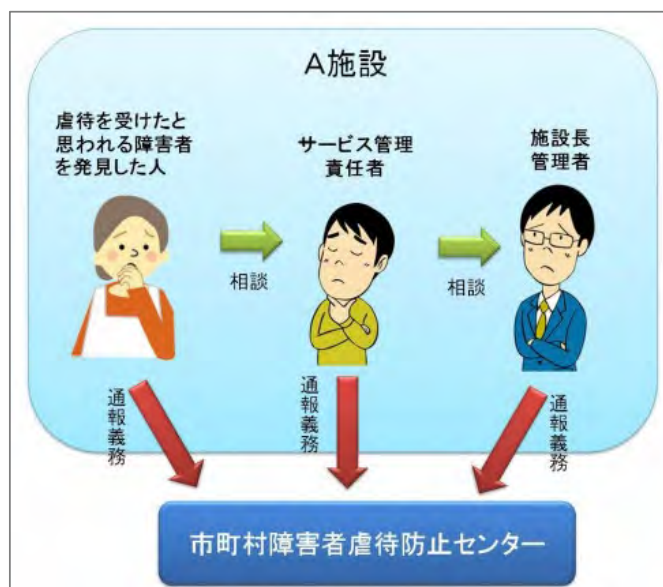 A施設
虐待を受けたと
思われる障害者
を発見した人
サービス管理
責任者
施設長
管理者
相談
相談
通報義務
通報義務
通報義務
市町村障害者虐待防止センター